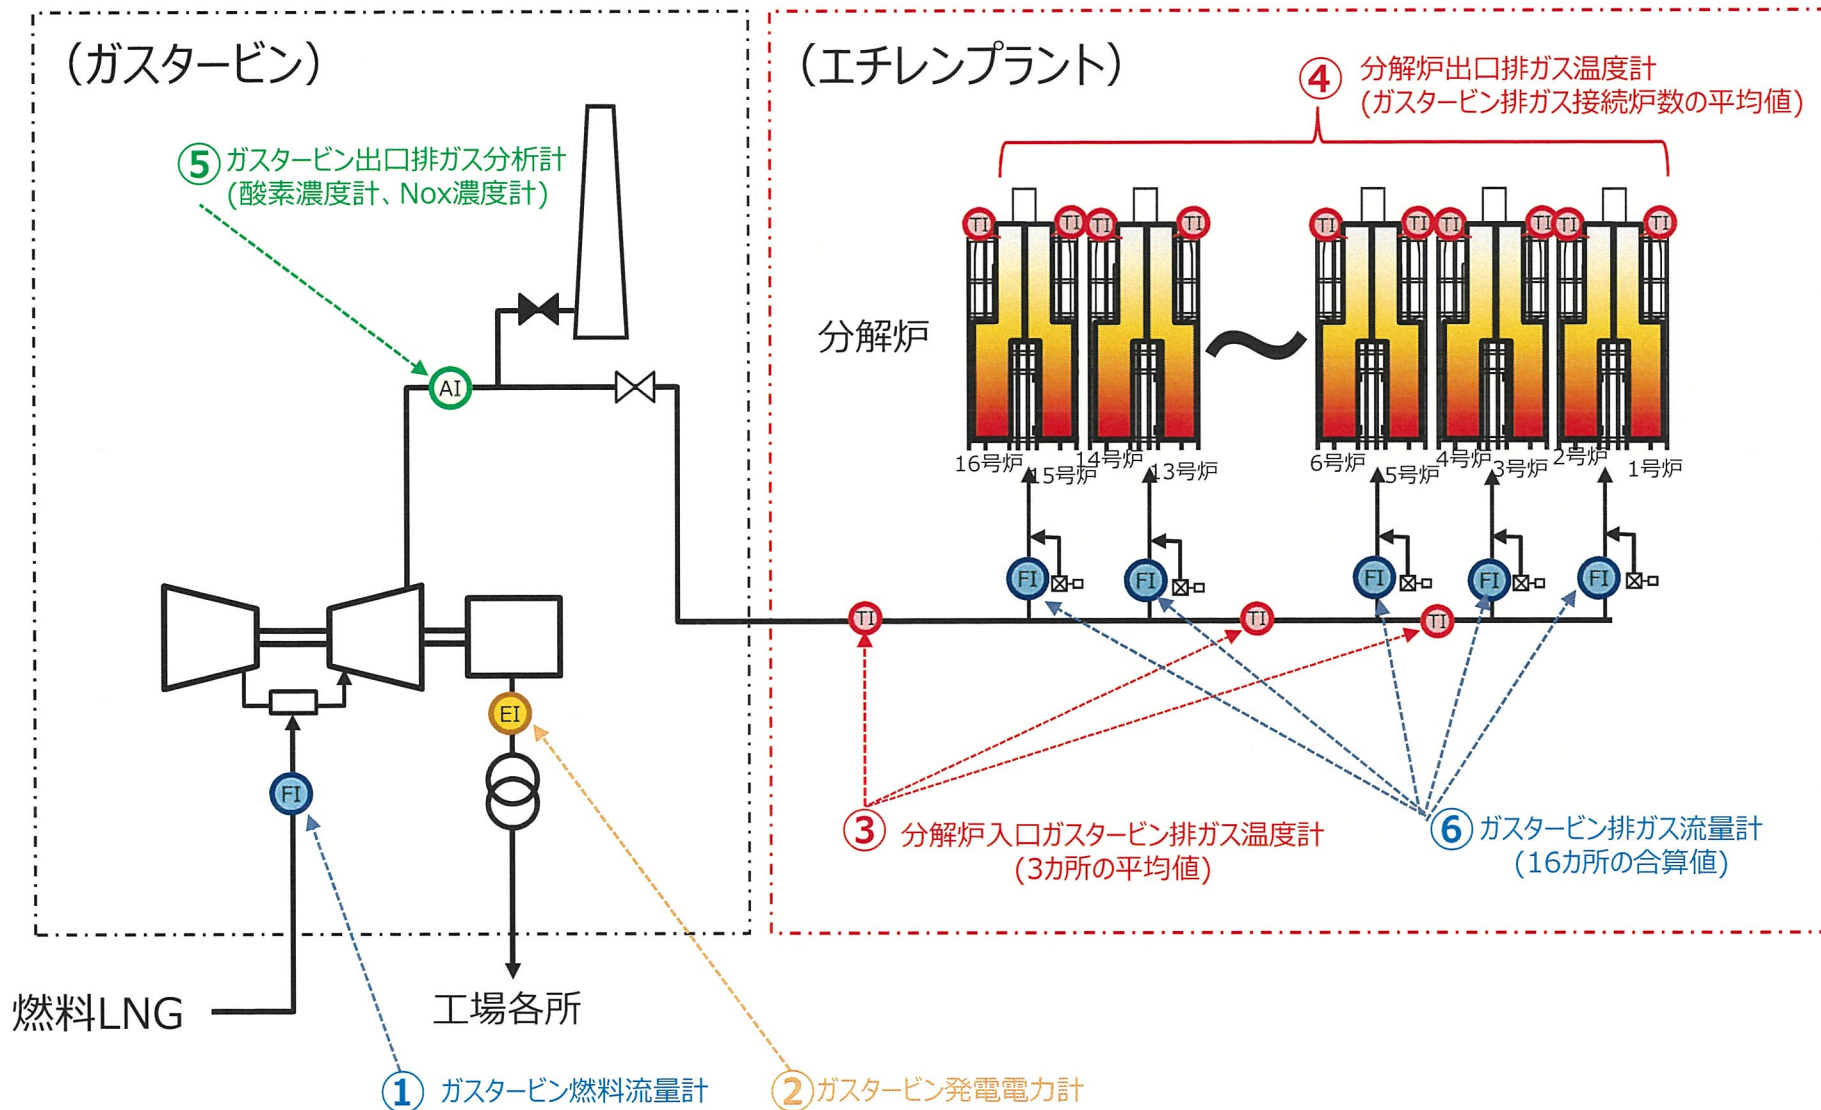 （ガスタービン）
（エチレンプラント）
④ 分解炉出口排ガス温度計
(ガスタービン排ガス接続炉数の平均値)
⑤ ガスタービン出口排ガス分析計
(酸素濃度計、Nox濃度計)
TI TI TI TI TI TI TI TI TI TI
分解炉
AI
16号炉 15号炉 14号炉 13号炉 6号炉 5号炉 4号炉 3号炉 2号炉 1号炉
FI FI FI FI FI
TI TI TI
EI
FI
③ 分解炉入口ガスタービン排ガス温度計
(3カ所の平均値)
⑥ ガスタービン排ガス流量計
(16カ所の合算値)
燃料LNG
工場各所
① ガスタービン燃料流量計
② ガスタービン発電電力計